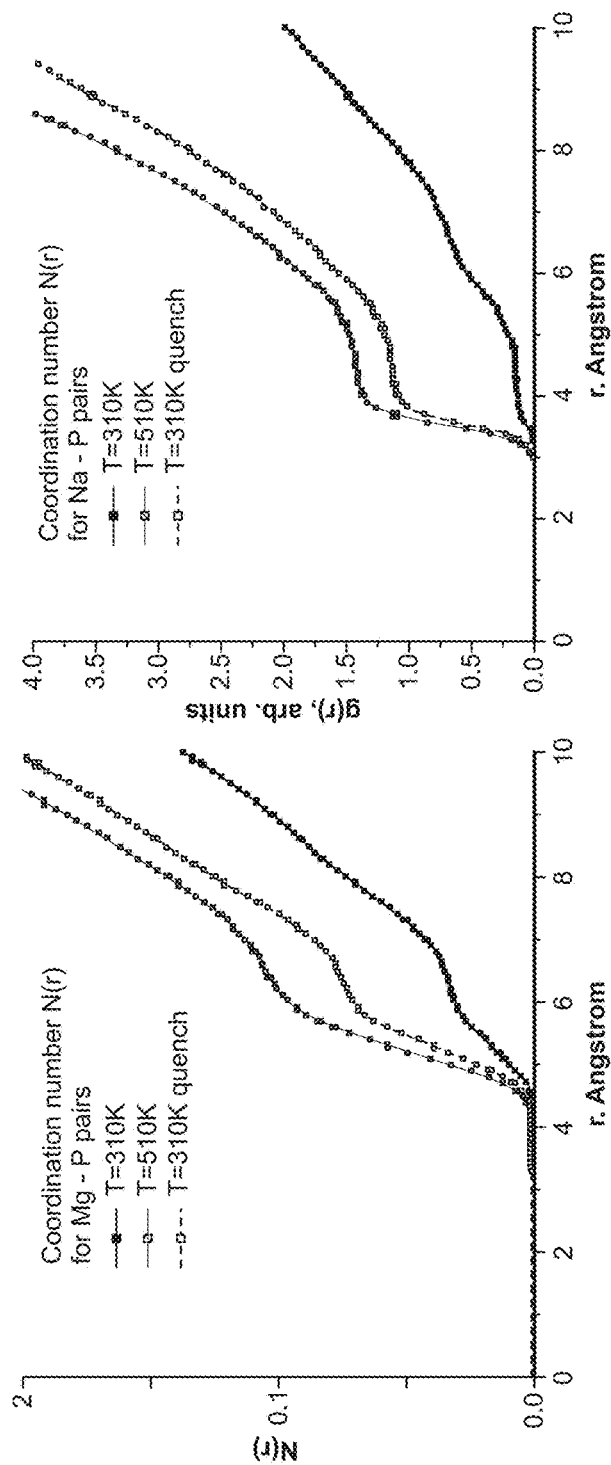 Coordination number N(r)
for Mg - P pairs
T=310K
T=510K
T=310K quench
N(r)
2
0.1
0.0
0
2
4
6
8
10
r. Angstrom
Coordination number N(r)
for Na - P pairs
T=310K
T=510K
T=310K quench
g(r), arb. units
4.0
3.5
3.0
2.5
2.0
1.5
1.0
0.5
0.0
0
2
4
6
8
10
r. Angstrom